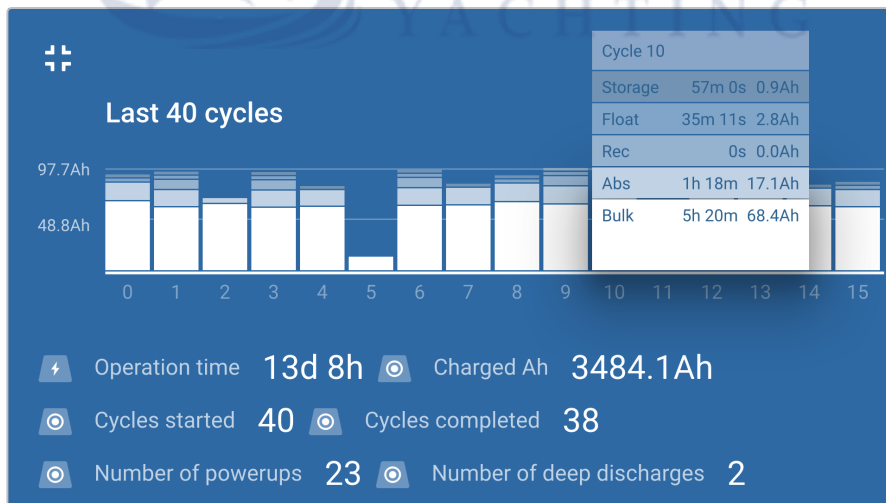 YACHTING
Cycle 10
Storage 57m 0s 0.9Ah
Float 35m 11s 2.8Ah
Rec 0s 0.0Ah
Abs 1h 18m 17.1Ah
Bulk 5h 20m 68.4Ah
Last 40 cycles
97.7Ah
48.8Ah
0 1 2 3 4 5 6 7 8 9 10 11 12 13 14 15
Operation time 13d 8h Charged Ah 3484.1Ah
Cycles started 40 Cycles completed 38
Number of powerups 23 Number of deep discharges 2